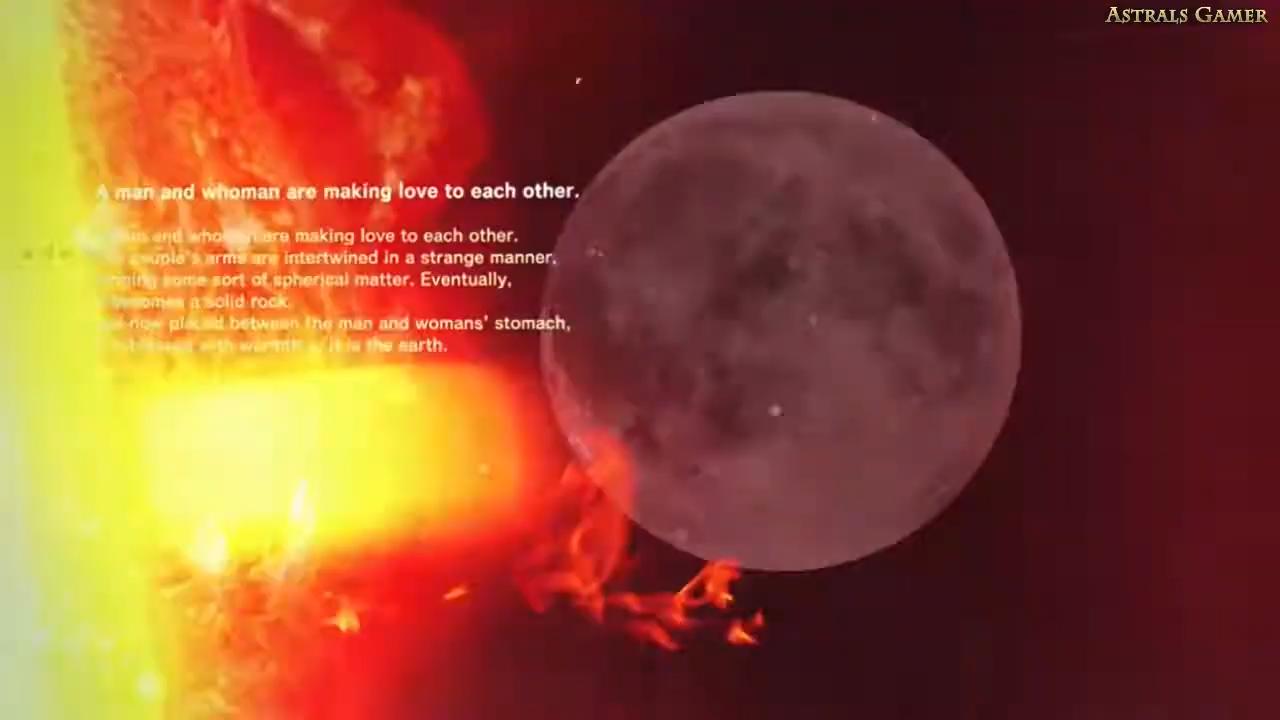 Astrals Gamer
A man and whoman are making love to each other.
and whoman are making love to each other.
couple's arms are intertwined in a strange manner.
some sort of spherical matter. Eventually,
becomes a solid rock.
now placed between the man and womans' stomach,
with warmth it is the earth.